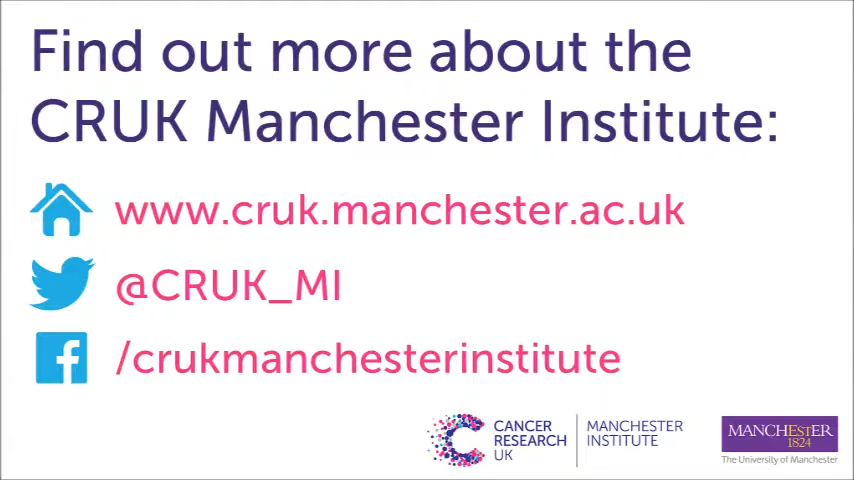 Find out more about the
CRUK Manchester Institute:
www.cruk.manchester.ac.uk
@CRUK_MI
/crukmanchesterinstitute
CANCER
RESEARCH
UK
MANCHESTER
INSTITUTE
MANCHESTER
1824
The University of Manchester